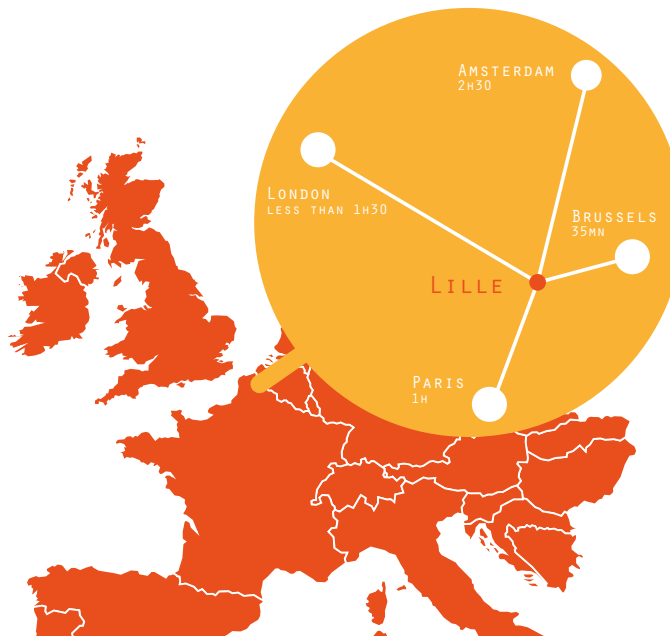 AMSTERDAM
2H30
LONDON
LESS THAN 1H30
BRUSSELS
35MN
LILLE
PARIS
1H